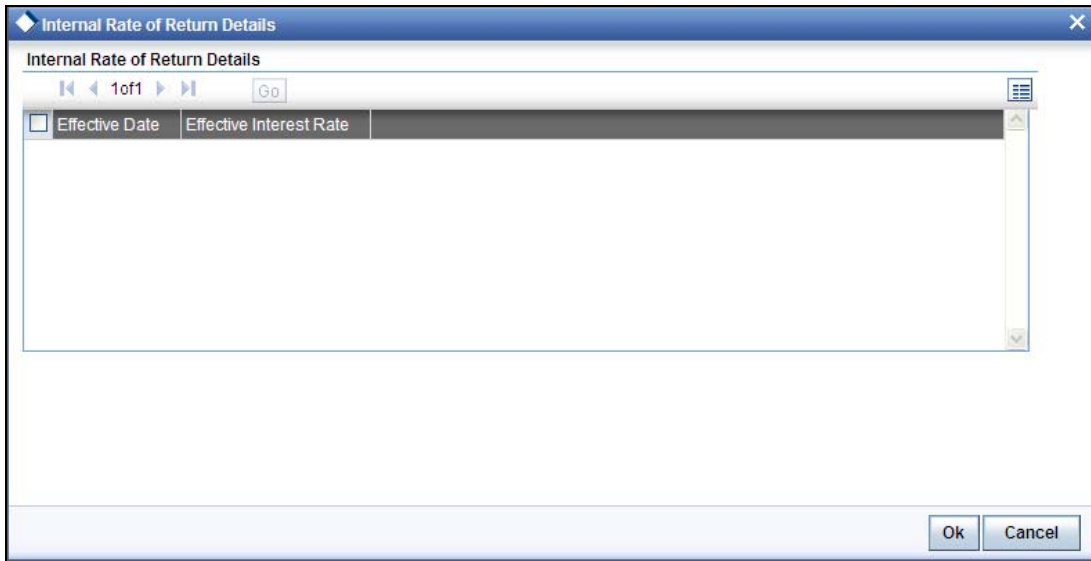 Internal Rate of Return Details
Internal Rate of Return Details
1of1 Go
Effective Date Effective Interest Rate
Ok Cancel